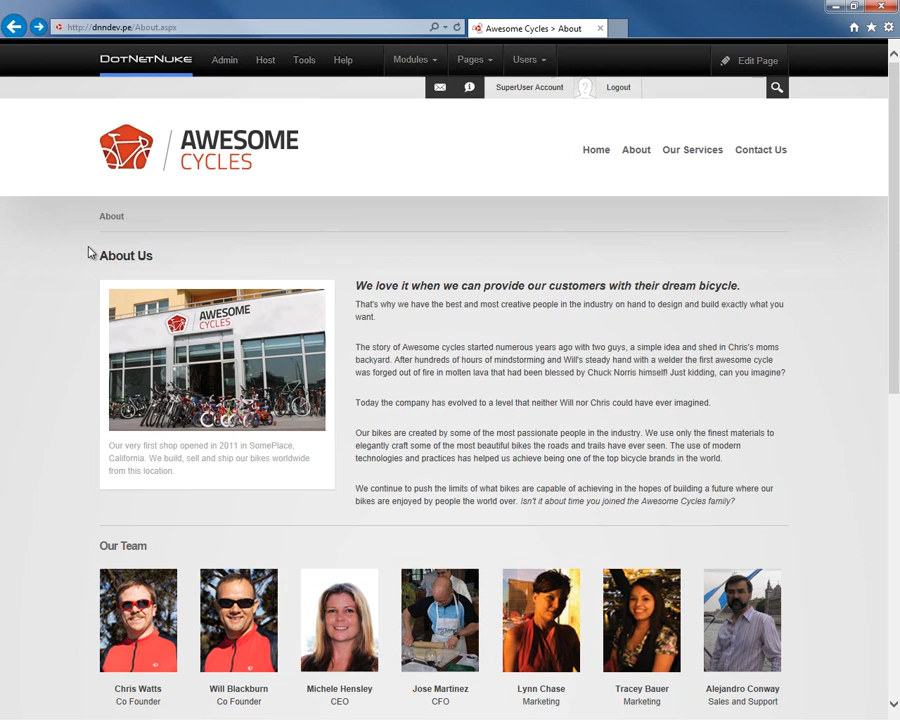 http://dnndev.pe/About.aspx
Awesome Cycles > About
DOTNETNUKE Admin Host Tools Help Modules Pages Users Edit Page
SuperUser Account Logout
AWESOME
CYCLES
Home About Our Services Contact Us
About
About Us
AWESOME
CYCLES
Our very first shop opened in 2011 in SomePlace,
California. We build, sell and ship our bikes worldwide
from this location.
We love it when we can provide our customers with their dream bicycle.
That's why we have the best and most creative people in the industry on hand to design and build exactly what you
want.
The story of Awesome cycles started numerous years ago with two guys, a simple idea and shed in Chris's moms
backyard. After hundreds of hours of mindstorming and Will's steady hand with a welder the first awesome cycle
was forged out of fire in molten lava that had been blessed by Chuck Norris himself! Just kidding, can you imagine?
Today the company has evolved to a level that neither Will nor Chris could have ever imagined.
Our bikes are created by some of the most passionate people in the industry. We use only the finest materials to
elegantly craft some of the most beautiful bikes the roads and trails have ever seen. The use of modern
technologies and practices has helped us achieve being one of the top bicycle brands in the world.
We continue to push the limits of what bikes are capable of achieving in the hopes of building a future where our
bikes are enjoyed by people the world over. Isn't it about time you joined the Awesome Cycles family?
Our Team
Chris Watts Will Blackburn Michele Hensley Jose Martinez Lynn Chase Tracey Bauer Alejandro Conway
Co Founder Co Founder CEO CFO Marketing Marketing Sales and Support